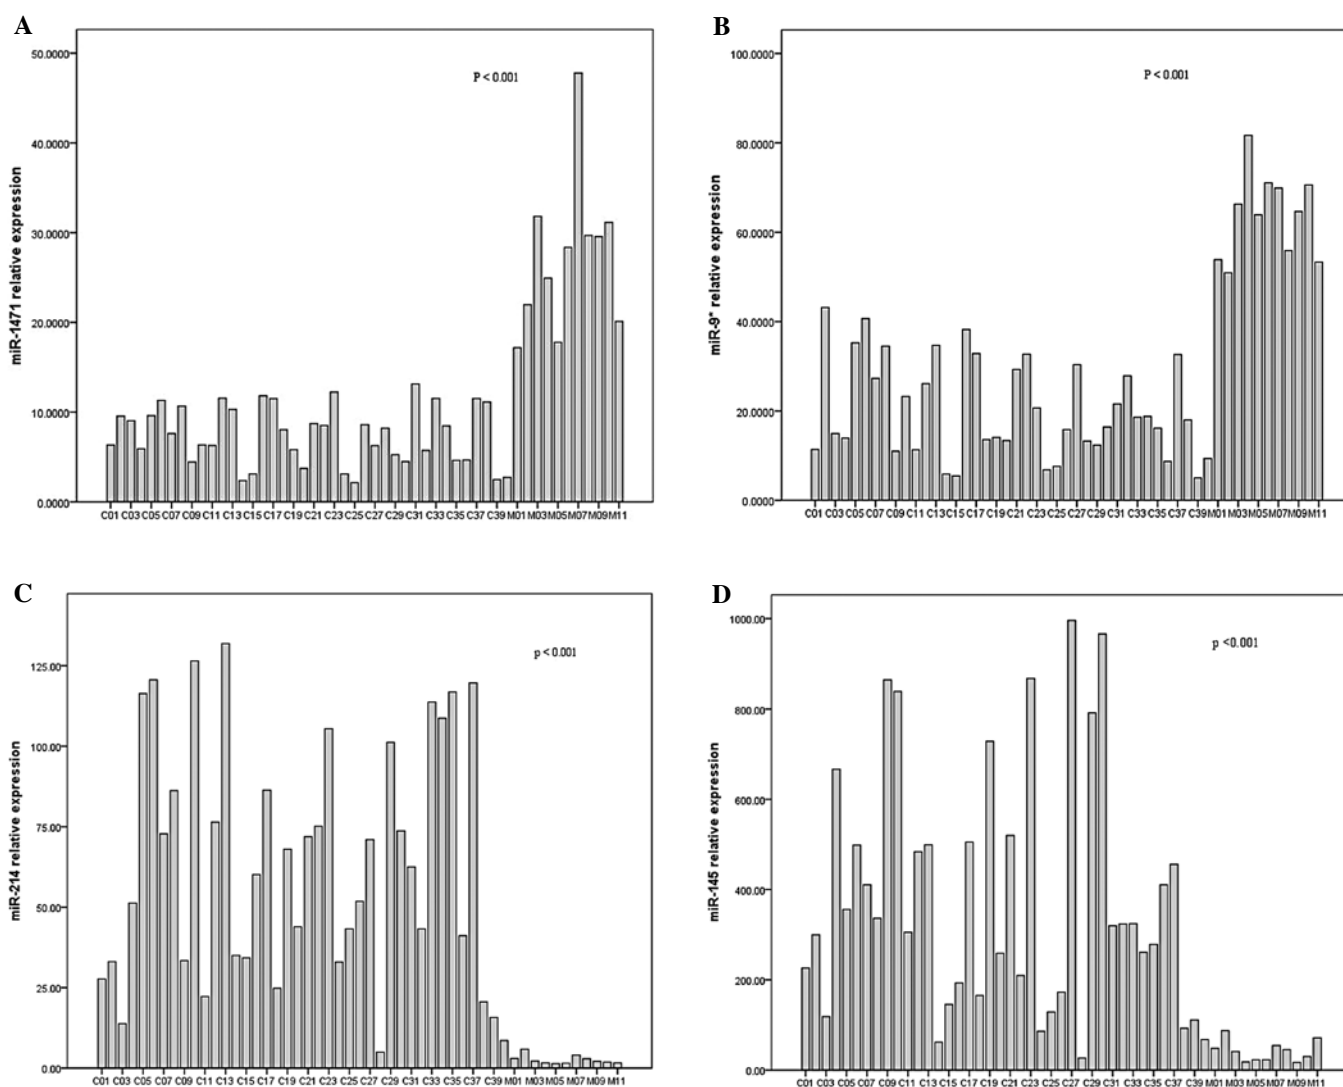 A
miR-1471 relative expression
50.0000
40.0000
30.0000
20.0000
10.0000
0.0000
P < 0.001
C01 C03 C05 C07 C09 C11 C13 C15 C17 C19 C21 C23 C25 C27 C29 C31 C33 C35 C37 C39 M01 M03 M05 M07 M09 M11
B
miR-9* relative expression
100.0000
80.0000
60.0000
40.0000
20.0000
0.0000
P < 0.001
C01 C03 C05 C07 C09 C11 C13 C15 C17 C19 C21 C23 C25 C27 C29 C31 C33 C35 C37 C39 M01 M03 M05 M07 M09 M11
C
miR-214 relative expression
125.00
100.00
75.00
50.00
25.00
0.00
p < 0.001
C01 C03 C05 C07 C09 C11 C13 C15 C17 C19 C21 C23 C25 C27 C29 C31 C33 C35 C37 C39 M01 M03 M05 M07 M09 M11
D
miR-145 relative expression
1000.00
800.00
600.00
400.00
200.00
0.00
p <0.001
C01 C03 C05 C07 C09 C11 C13 C15 C17 C19 C21 C23 C25 C27 C29 C31 C33 C35 C37 C39 M01 M03 M05 M07 M09 M11